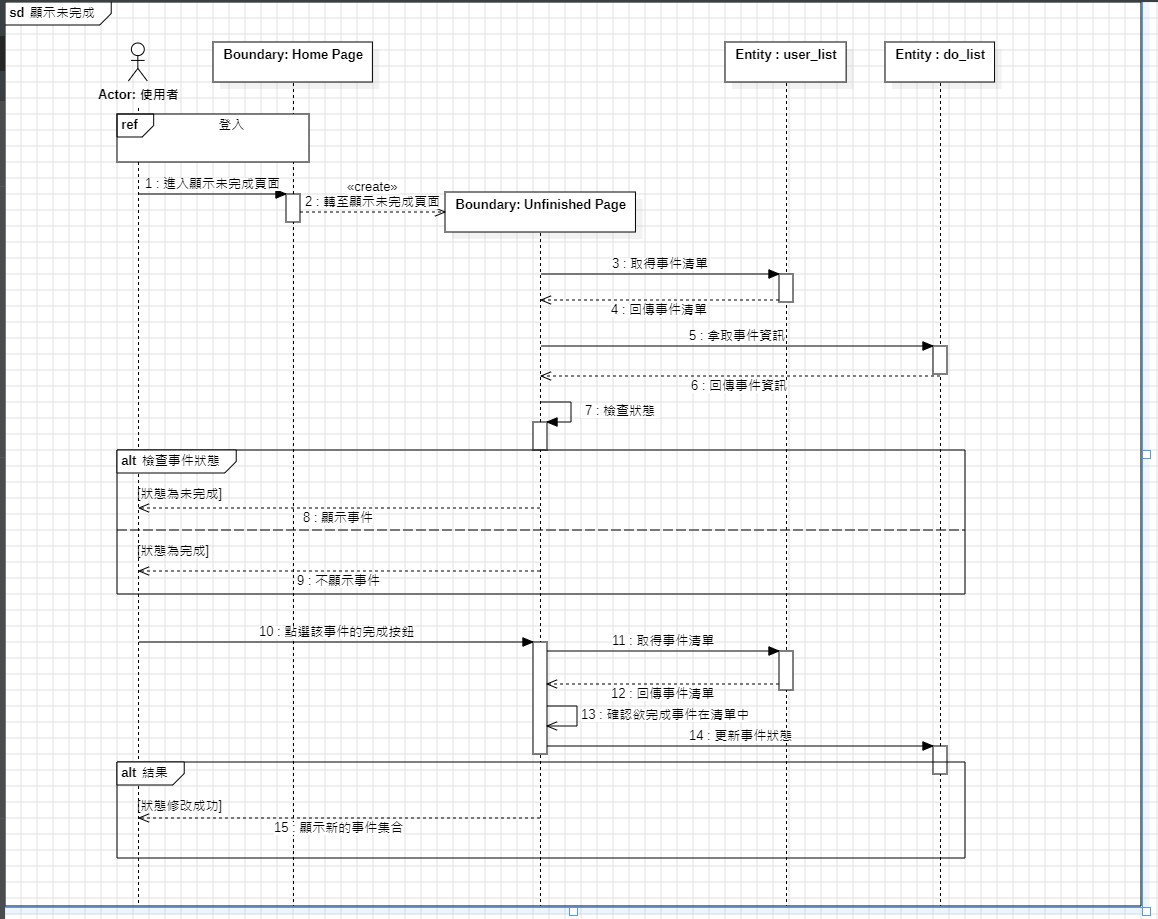 sd 顯示未完成
Boundary: Home Page
Entity : user_list
Entity : do_list
Actor: 使用者
ref 登入
1 : 進入顯示未完成頁面
«create»
2 : 轉至顯示未完成頁面
Boundary: Unfinished Page
3 : 取得事件清單
4 : 回傳事件清單
5 : 拿取事件資訊
6 : 回傳事件資訊
7 : 檢查狀態
alt 檢查事件狀態
[狀態為未完成]
8 : 顯示事件
[狀態為完成]
9 : 不顯示事件
10 : 點選該事件的完成按鈕
11 : 取得事件清單
12 : 回傳事件清單
13 : 確認欲完成事件在清單中
14 : 更新事件狀態
alt 結果
[狀態修改成功]
15 : 顯示新的事件集合